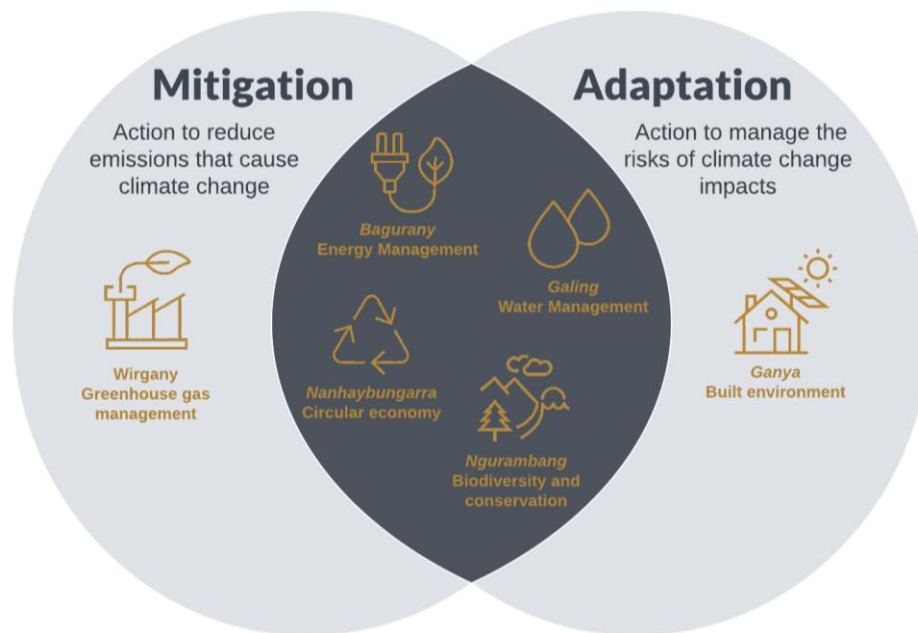 Mitigation
Action to reduce
emissions that cause
climate change
Wirgany
Greenhouse gas
management
Bagurany
Energy Management
Galing
Water Management
Nanhaybungarra
Circular economy
Ngurambang
Biodiversity and
conservation
Adaptation
Action to manage the
risks of climate change
impacts
Ganya
Built environment